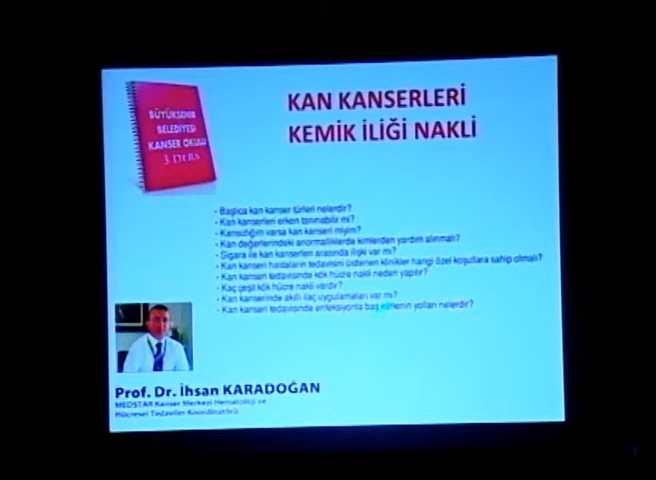 BÜYÜKŞEHİR
BELEDİYESİ
KANSER OKULU
3. DERS
KAN KANSERLERİ
KEMİK İLİĞİ NAKLİ
- Başlıca kan kanser türleri nelerdir?
- Kan kanserleri erken tanınabilir mi?
- Kansızlığım varsa kan kanseri miyim?
- Kan değerlerindeki anormalliklerde kimlerden yardım alınmalı?
- Sigara ile kan kanserleri arasında ilişki var mı?
- Kan kanseri hastaların tedavisini üstlenen klinikler hangi özel koşullara sahip olmalı?
- Kan kanseri tedavisinde kök hücre nakli neden yapılır?
- Kaç çeşit kök hücre nakli vardır?
- Kan kanserinde akıllı ilaç uygulamaları var mı?
- Kan kanseri tedavisinde enfeksiyonla baş etmenin yolları nelerdir?
Prof. Dr. İhsan KARADOĞAN
MEDSTAR Kanser Merkezi Hematoloji ve
Hücresel Tedaviler Koordinatörü